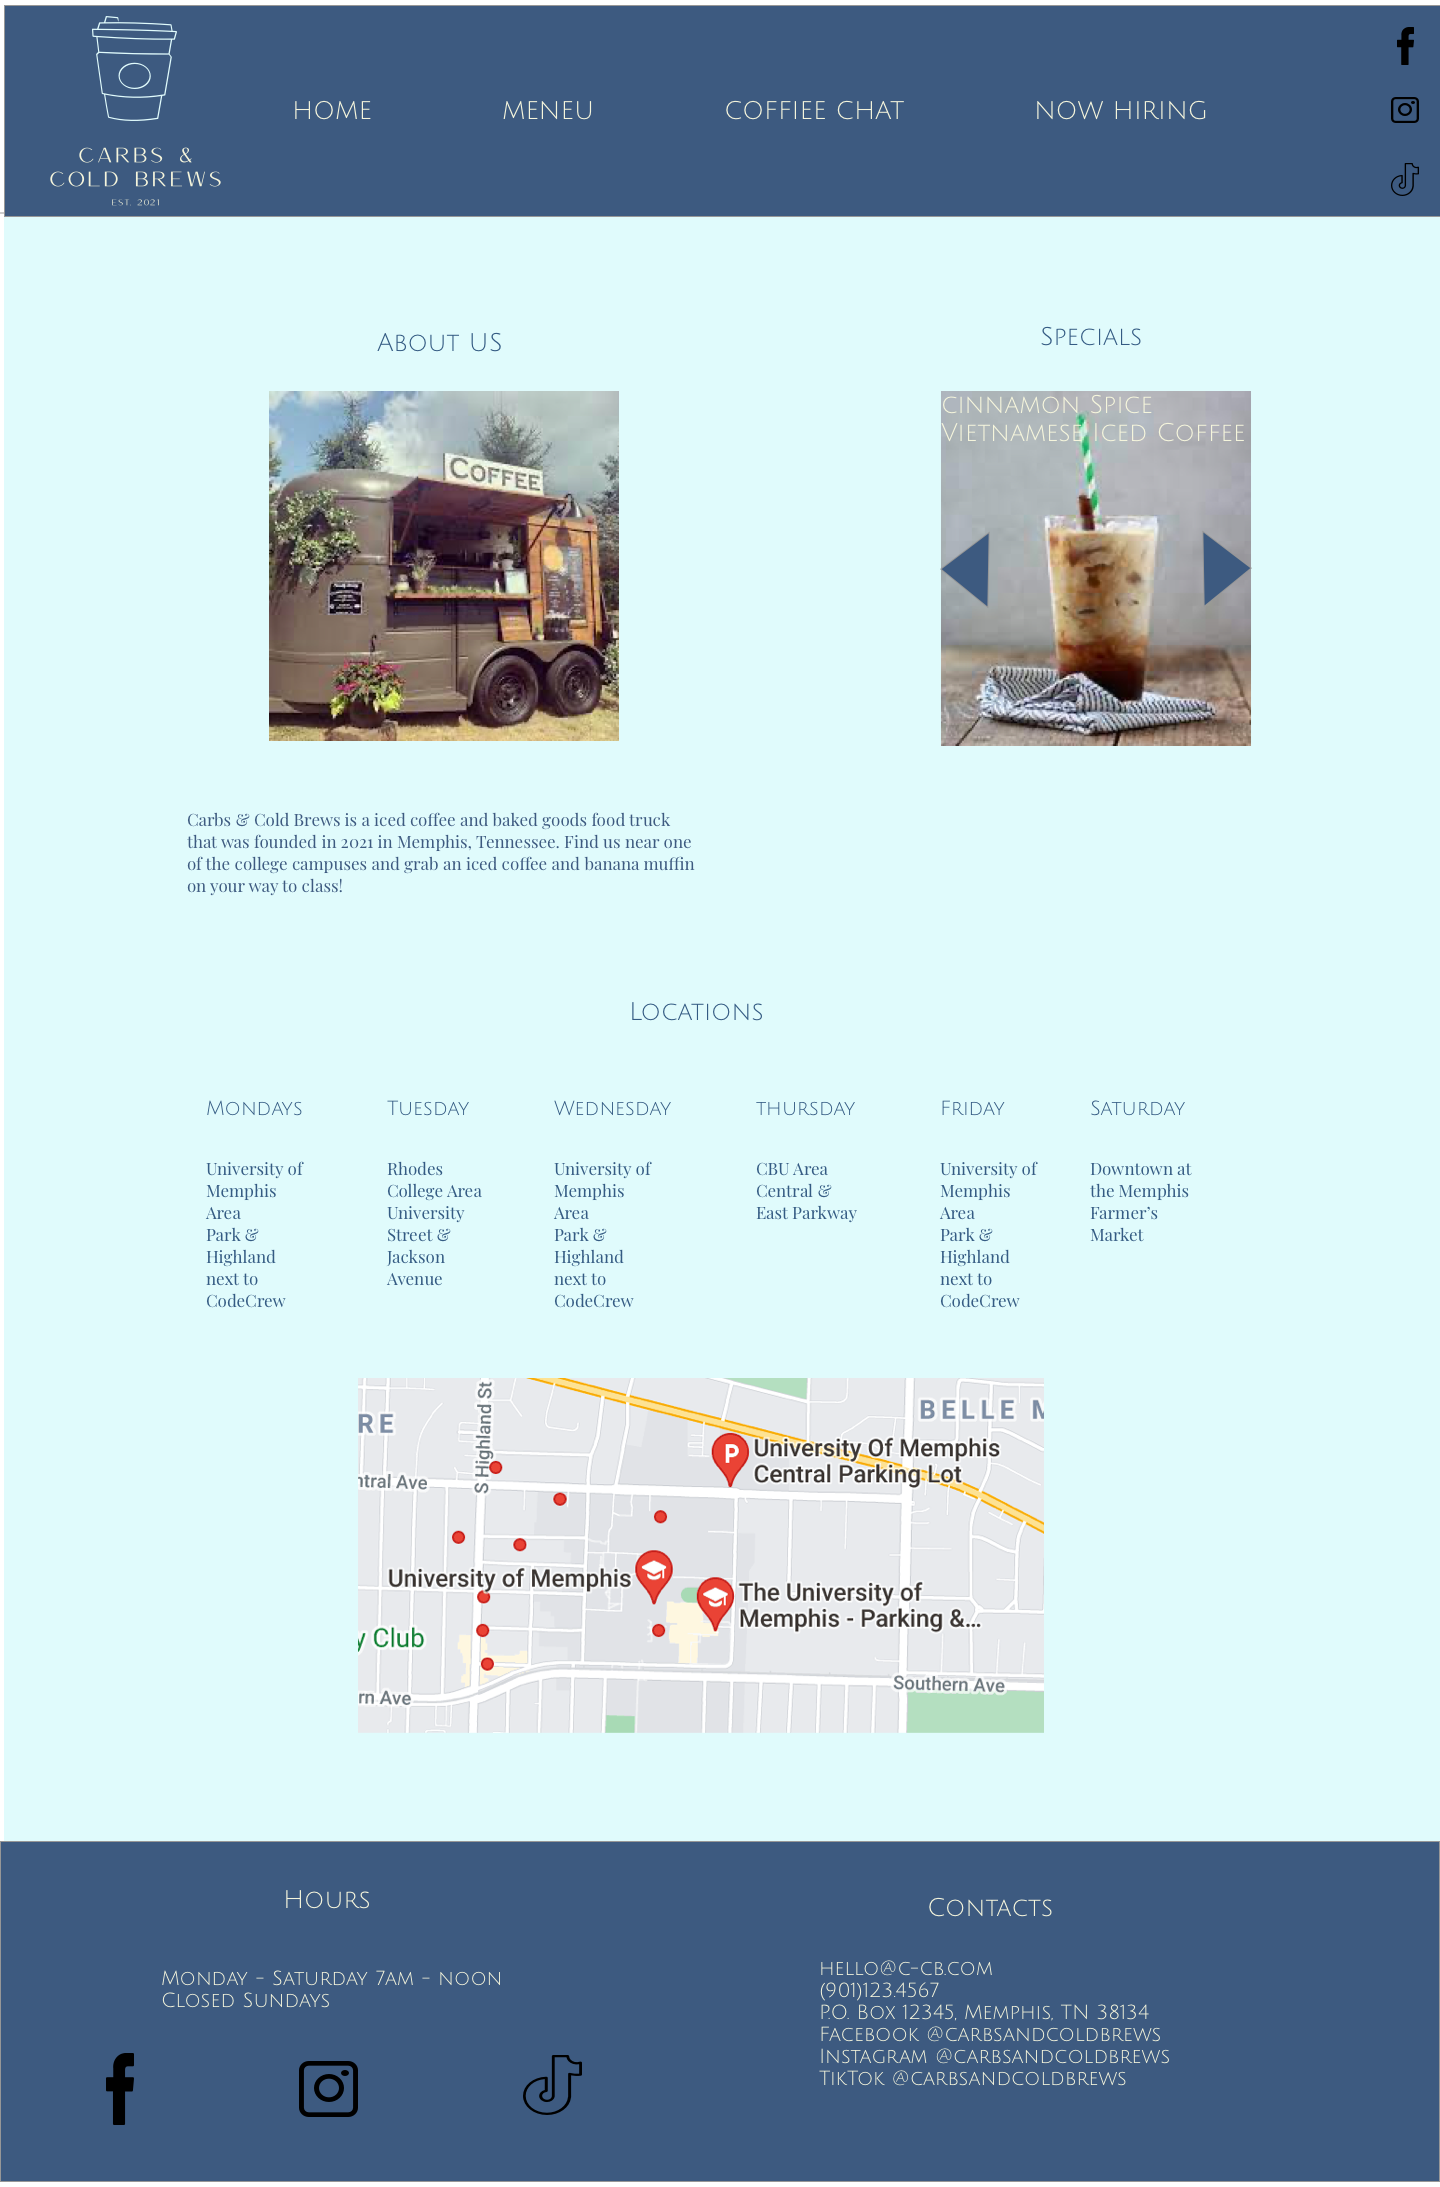 CARBS &
COLD BREWS
EST. 2021
HOME
MENEU
COFFIEE CHAT
NOW HIRING
About US
Specials
COFFEE
cinnamon Spice
Vietnamese Iced Coffee
Carbs & Cold Brews is a iced coffee and baked goods food truck
that was founded in 2021 in Memphis, Tennessee. Find us near one
of the college campuses and grab an iced coffee and banana muffin
on your way to class!
Locations
Mondays
University of
Memphis
Area
Park &
Highland
next to
CodeCrew
Tuesday
Rhodes
College Area
University
Street &
Jackson
Avenue
Wednesday
University of
Memphis
Area
Park &
Highland
next to
CodeCrew
thursday
CBU Area
Central &
East Parkway
Friday
University of
Memphis
Area
Park &
Highland
next to
CodeCrew
Saturday
Downtown at
the Memphis
Farmer's
Market
RE
S Highland St
BELLE M
P
University Of Memphis
Central Parking Lot
ntral Ave
University of Memphis
The University of
Memphis - Parking &...
y Club
rn Ave
Southern Ave
Hours
Monday - Saturday 7am - noon
Closed Sundays
Contacts
hello@c-cb.com
(901)123.4567
P.O. Box 12345, Memphis, TN 38134
Facebook @carbsandcoldbrews
Instagram @carbsandcoldbrews
TikTok @carbsandcoldbrews